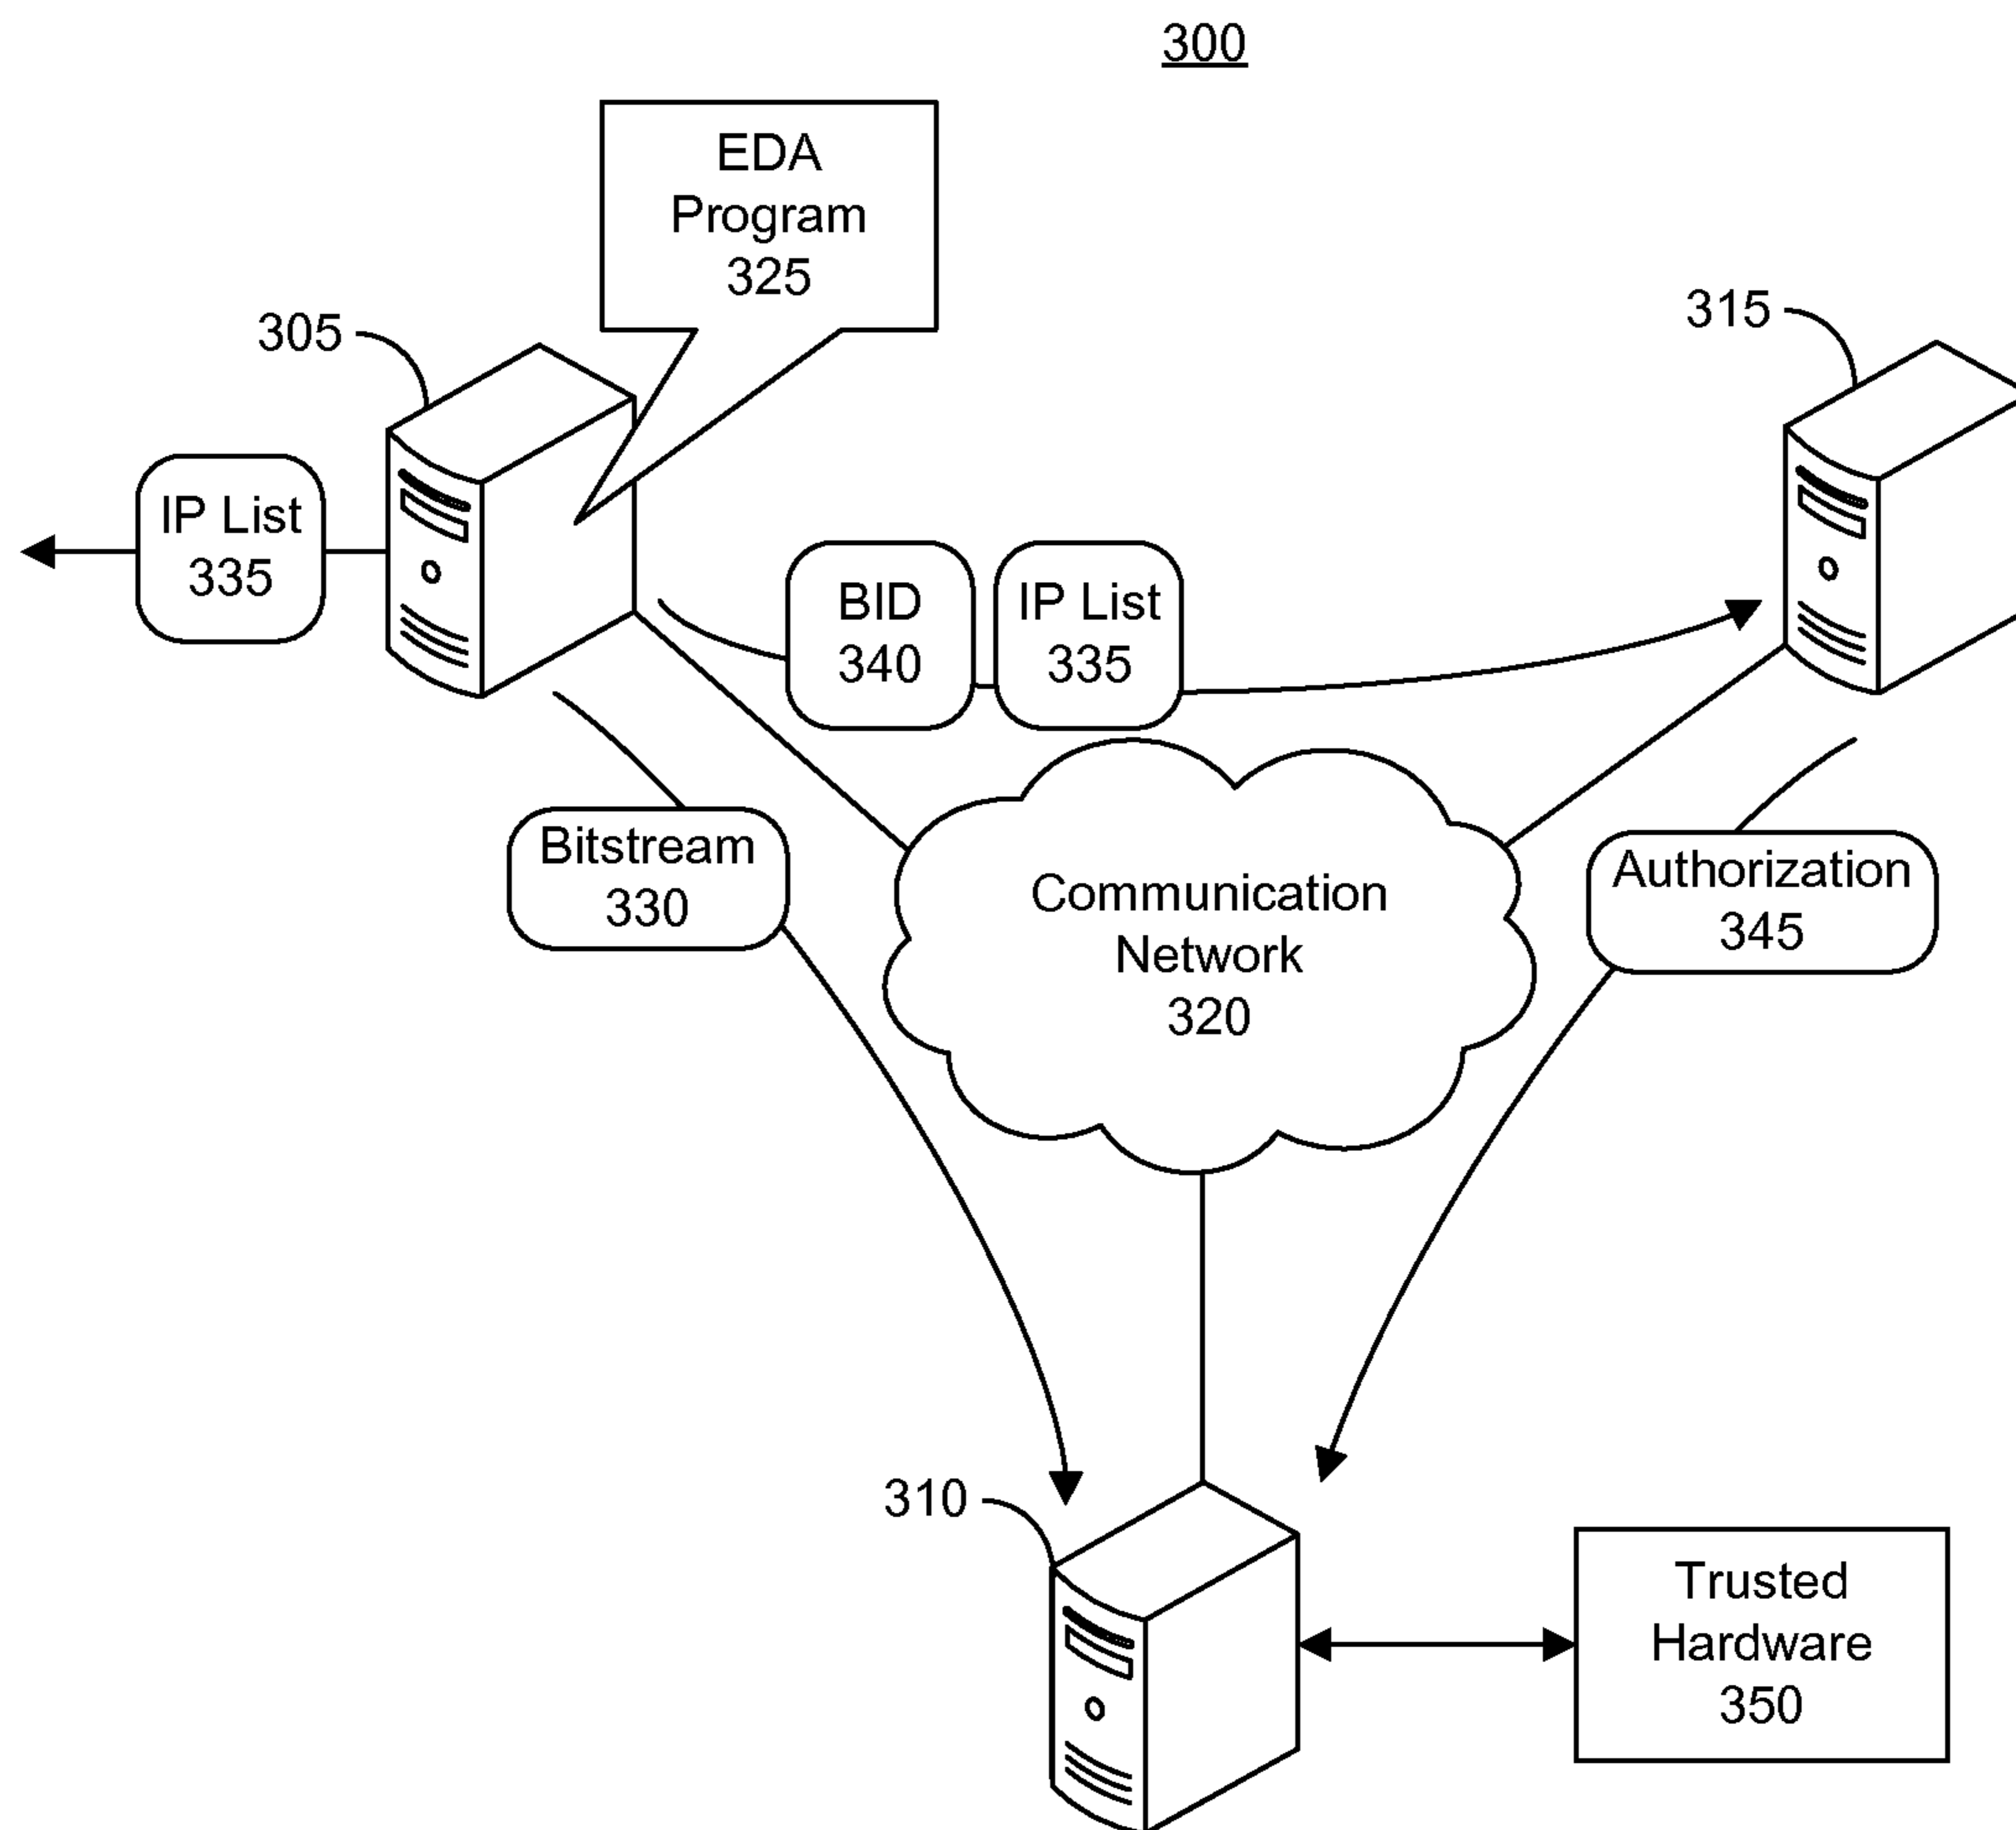 300
EDA
Program
325
305
315
IP List
335
BID
340
IP List
335
Bitstream
330
Communication
Network
320
Authorization
345
310
Trusted
Hardware
350